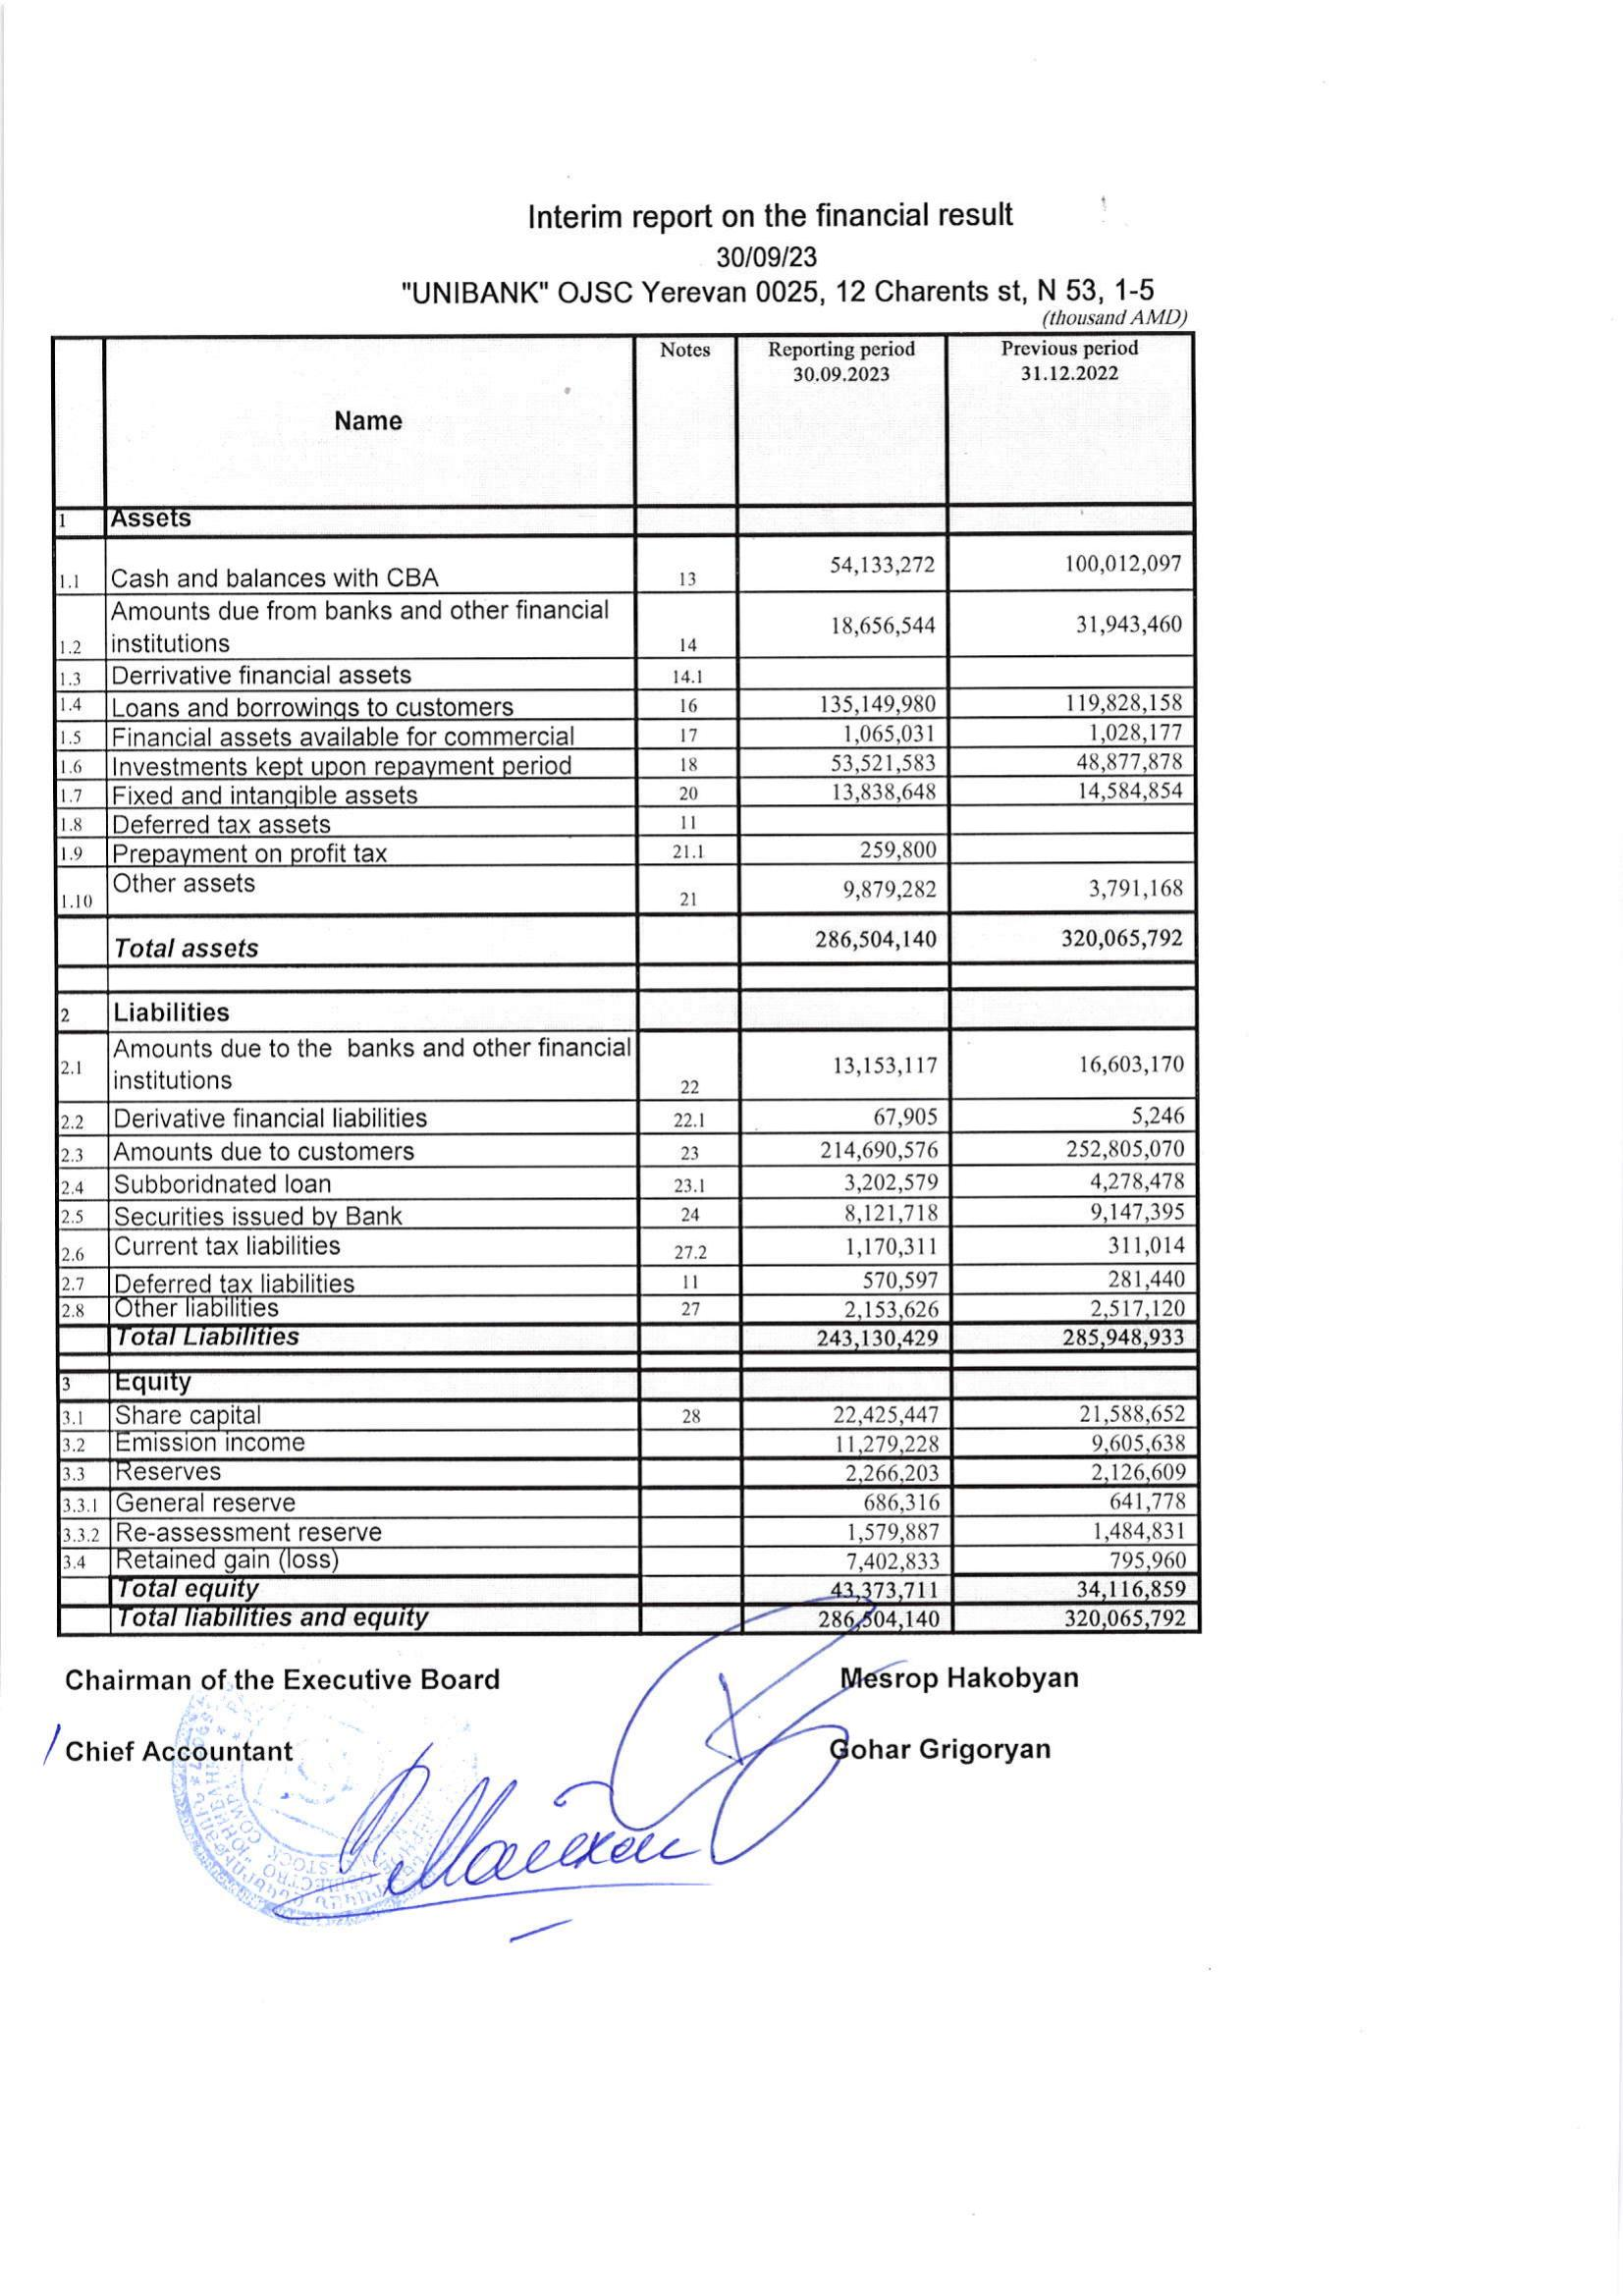 Interim report on the financial result
30/09/23
"UNIBANK" OJSC Yerevan 0025, 12 Charents st, N 53, 1-5
(thousand AMD)
Name Notes Reporting period 30.09.2023 Previous period 31.12.2022
1 Assets
1.1 Cash and balances with CBA 13 54,133,272 100,012,097
1.2 Amounts due from banks and other financial institutions 14 18,656,544 31,943,460
1.3 Derrivative financial assets 14.1
1.4 Loans and borrowings to customers 16 135,149,980 119,828,158
1.5 Financial assets available for commercial 17 1,065,031 1,028,177
1.6 Investments kept upon repayment period 18 53,521,583 48,877,878
1.7 Fixed and intangible assets 20 13,838,648 14,584,854
1.8 Deferred tax assets 11
1.9 Prepayment on profit tax 21.1 259,800
1.10 Other assets 21 9,879,282 3,791,168
Total assets 286,504,140 320,065,792
2 Liabilities
2.1 Amounts due to the banks and other financial institutions 22 13,153,117 16,603,170
2.2 Derivative financial liabilities 22.1 67,905 5,246
2.3 Amounts due to customers 23 214,690,576 252,805,070
2.4 Subboridnated loan 23.1 3,202,579 4,278,478
2.5 Securities issued by Bank 24 8,121,718 9,147,395
2.6 Current tax liabilities 27.2 1,170,311 311,014
2.7 Deferred tax liabilities 11 570,597 281,440
2.8 Other liabilities 27 2,153,626 2,517,120
Total Liabilities 243,130,429 285,948,933
3 Equity
3.1 Share capital 28 22,425,447 21,588,652
3.2 Emission income 11,279,228 9,605,638
3.3 Reserves 2,266,203 2,126,609
3.3.1 General reserve 686,316 641,778
3.3.2 Re-assessment reserve 1,579,887 1,484,831
3.4 Retained gain (loss) 7,402,833 795,960
Total equity 43,373,711 34,116,859
Total liabilities and equity 286,504,140 320,065,792
Chairman of the Executive Board Mesrop Hakobyan
Chief Accountant Gohar Grigoryan